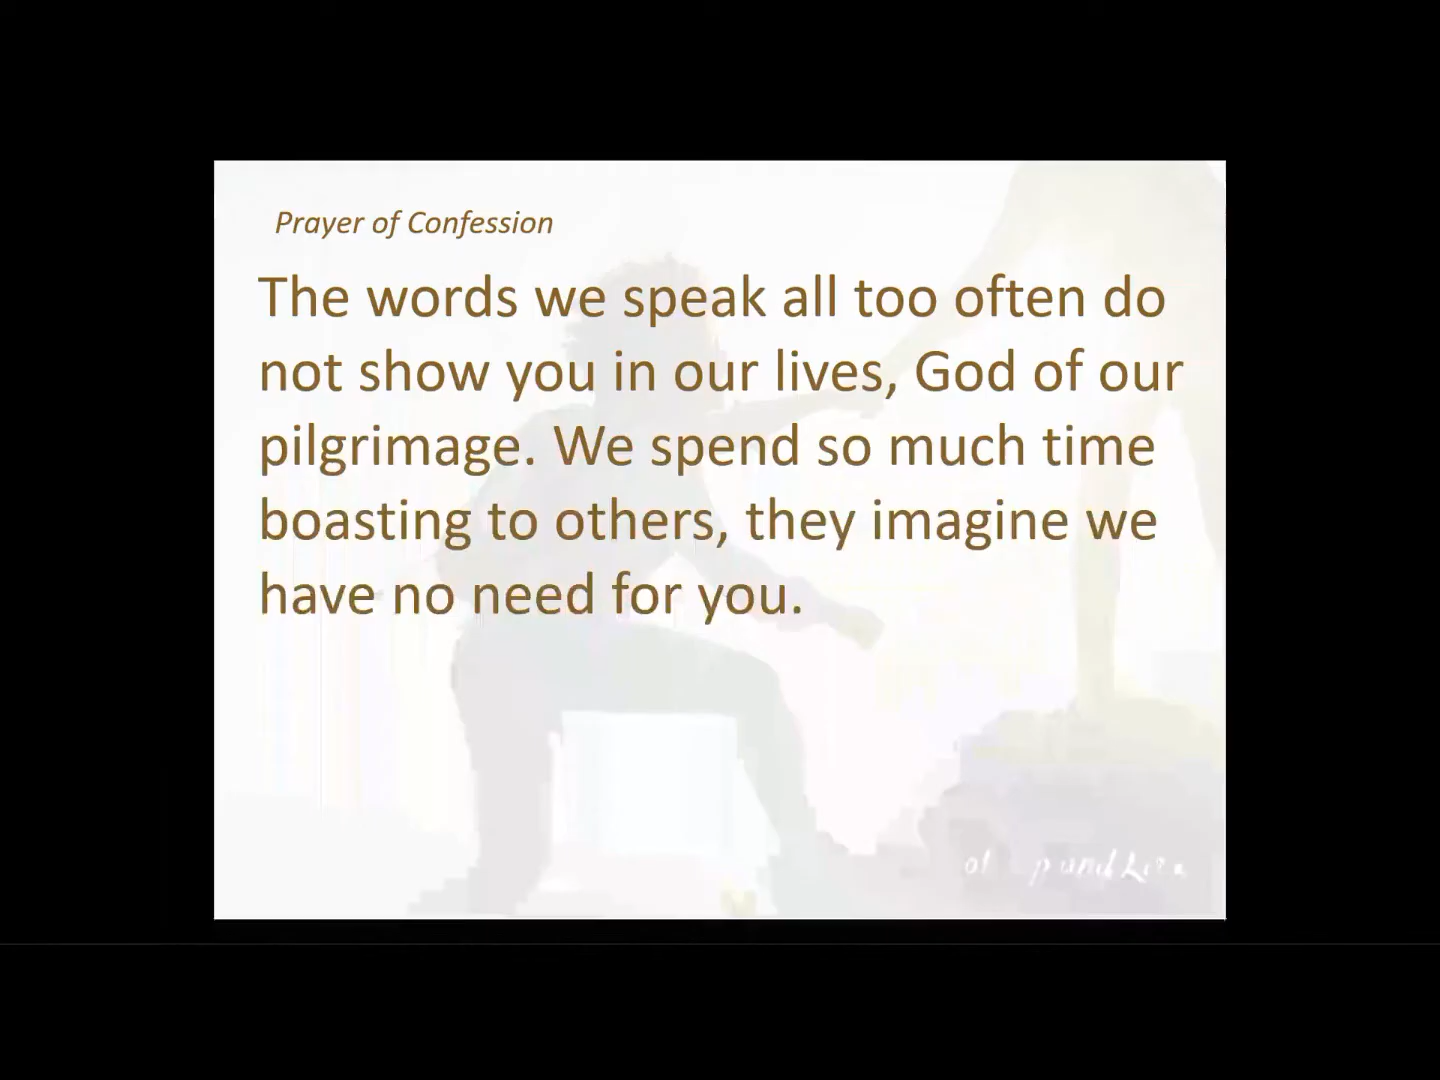 Prayer of Confession
The words we speak all too often do
not show you in our lives, God of our
pilgrimage. We spend so much time
boasting to others, they imagine we
have no need for you.